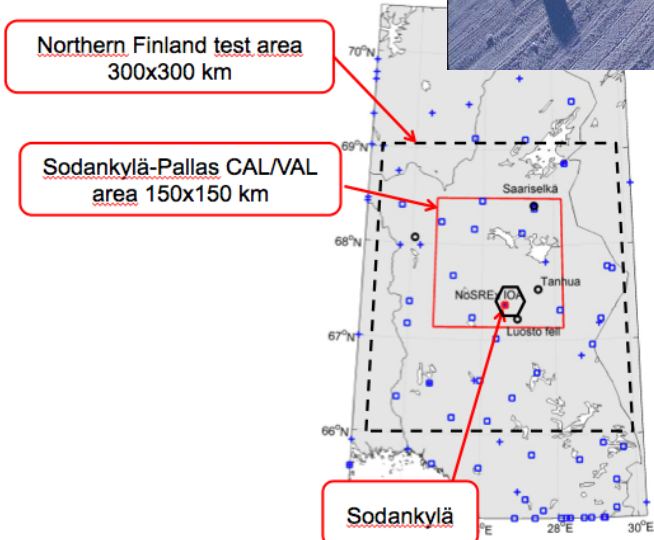 Northern Finland test area
300x300 km
Sodankylä-Pallas CAL/VAL
area 150x150 km
70°N
69°N
68°N
67°N
66°N
Saariselkä
Tanhua
NoSREx IOA
Luosto fell
Sodankylä
28°E
30°E